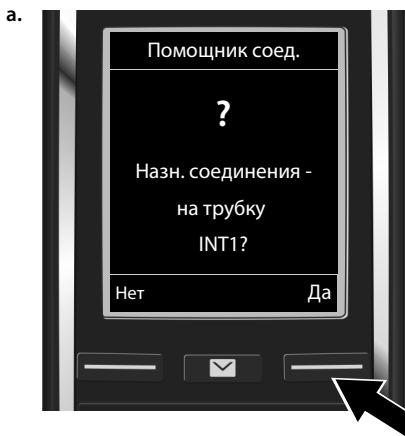 a.
Помощник соед.
?
Назн. соединения -
на трубку
INT1?
Нет Да